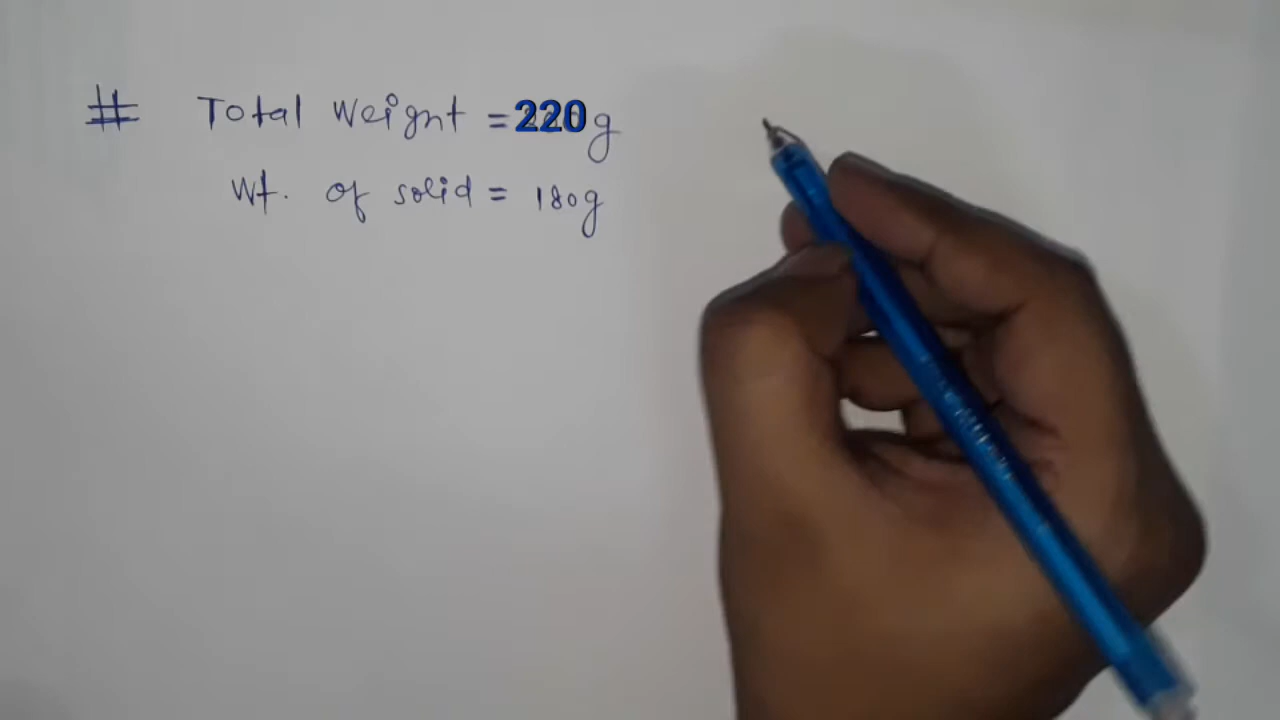 # Total Weight = 220g
Wt. of solid = 180g